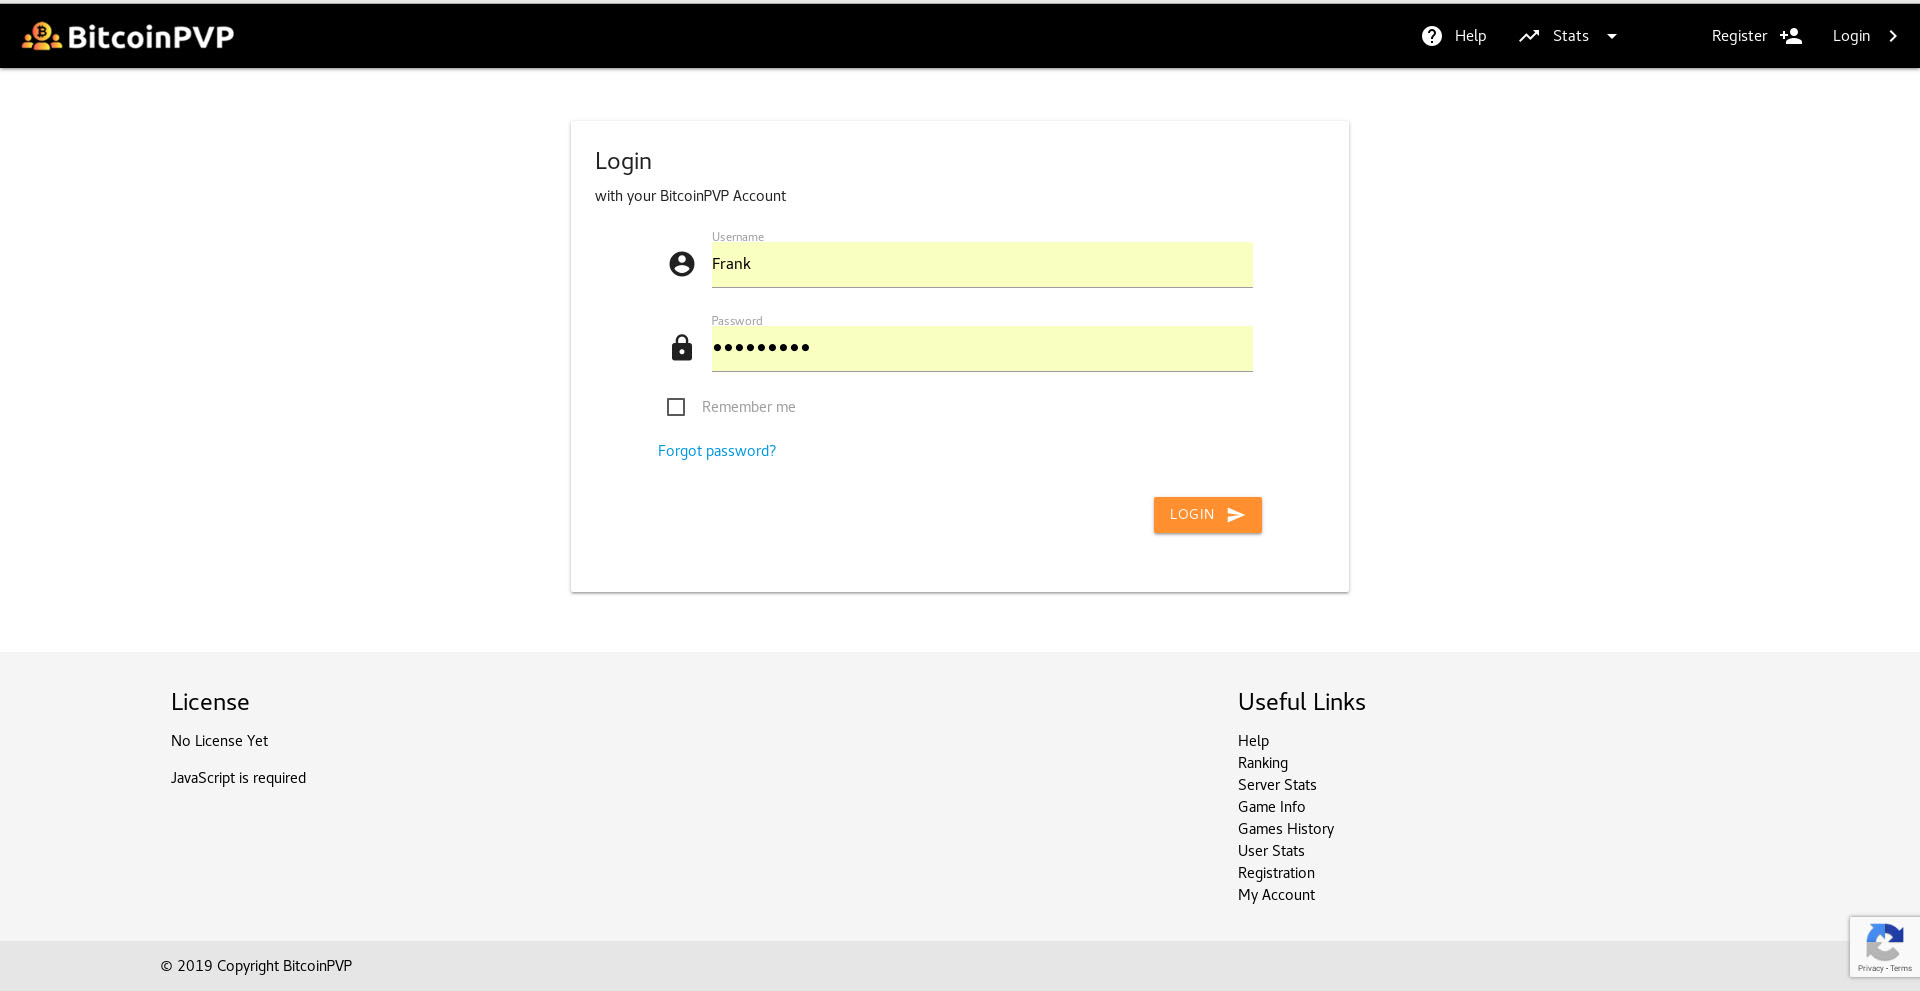 BitcoinPVP
Help
Stats
Register
Login
Login
with your BitcoinPVP Account
Username
Frank
Password
•••••••••
Remember me
Forgot password?
LOGIN
License
No License Yet
JavaScript is required
Useful Links
Help
Ranking
Server Stats
Game Info
Games History
User Stats
Registration
My Account
Privacy - Terms
© 2019 Copyright BitcoinPVP